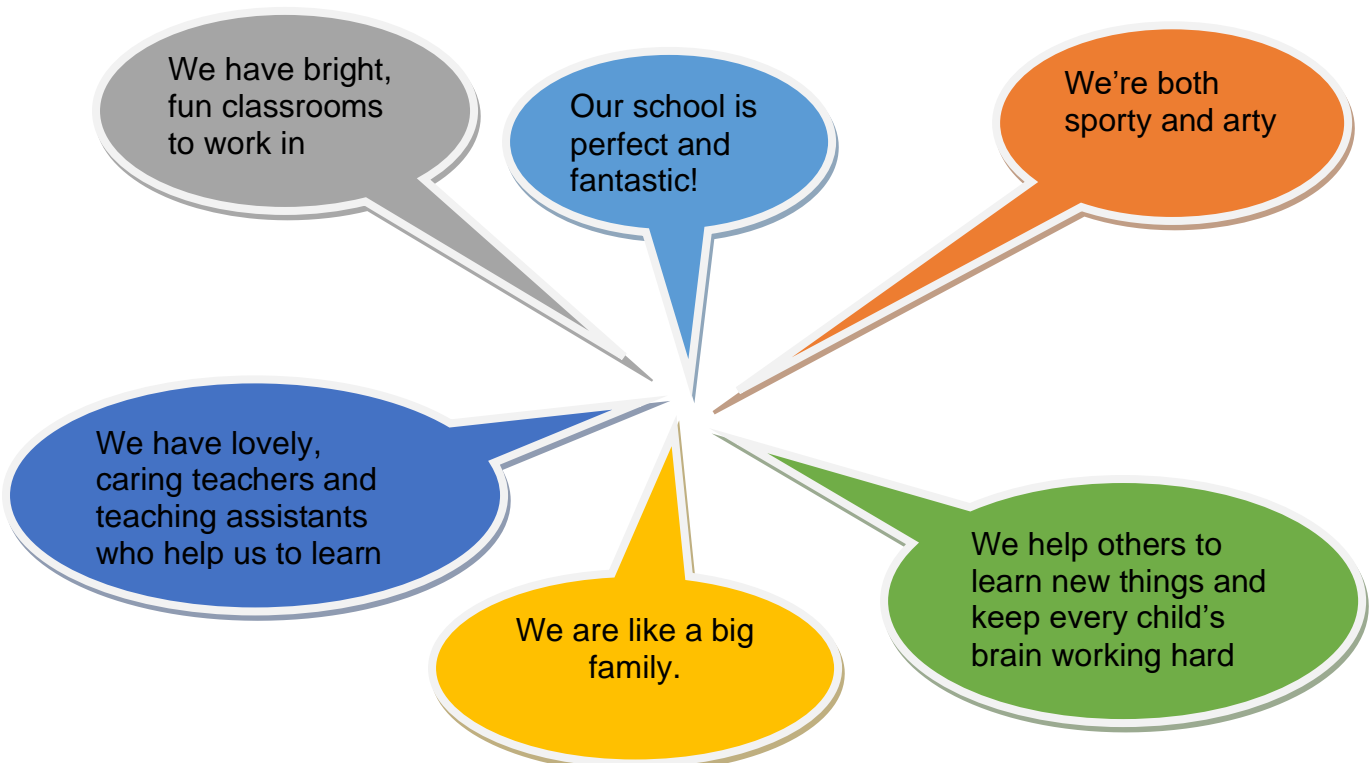 We have bright,
fun classrooms
to work in
Our school is
perfect and
fantastic!
We’re both
sporty and arty
We have lovely,
caring teachers and
teaching assistants
who help us to learn
We are like a big
family.
We help others to
learn new things and
keep every child’s
brain working hard